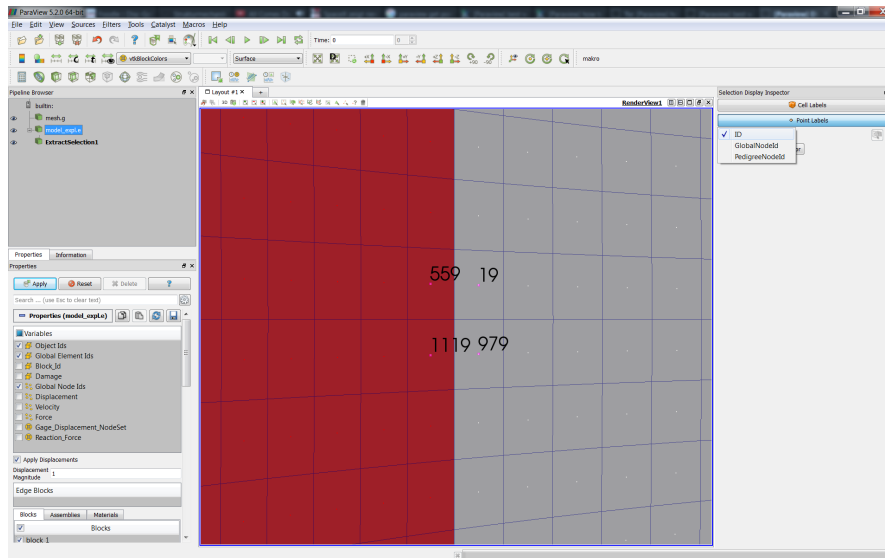 ParaView 5.2.0 64-bit
File Edit View Sources Filters Tools Catalyst Macros Help
Time: 0 0
vtkBlockColors Surface makro
Pipeline Browser
Layout #1 X +
Selection Display Inspector
builtin:
RenderView1
Cell Labels
mesh.g
Point Labels
model_expl.e
ID
ExtractSelection1
GlobalNodeId
PedigreeNodeId
Properties Information
Properties
559 19
1119 979
Apply Reset Delete ?
Search ... (use Esc to clear text)
Properties (model_expl.e)
Variables
Object Ids
Global Element Ids
Block_Id
Damage
Global Node Ids
Displacement
Velocity
Force
Gage_Displacement_NodeSet
Reaction_Force
Apply Displacements
Displacement
Magnitude 1
Edge Blocks
Blocks Assemblies Materials
Blocks
block 1